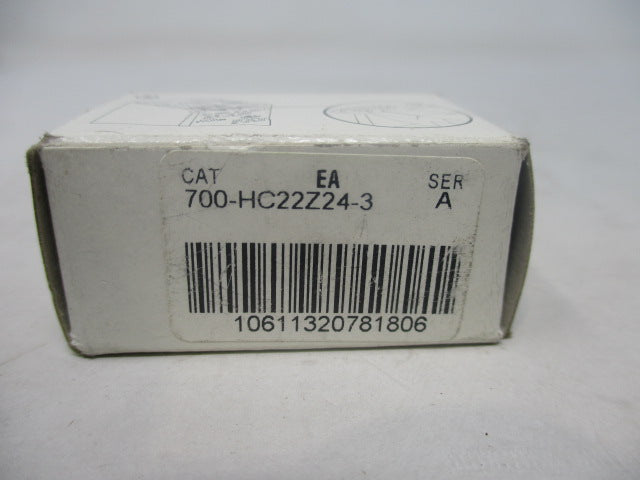 CAT EA SER
700-HC22Z24-3 A
10611320781806